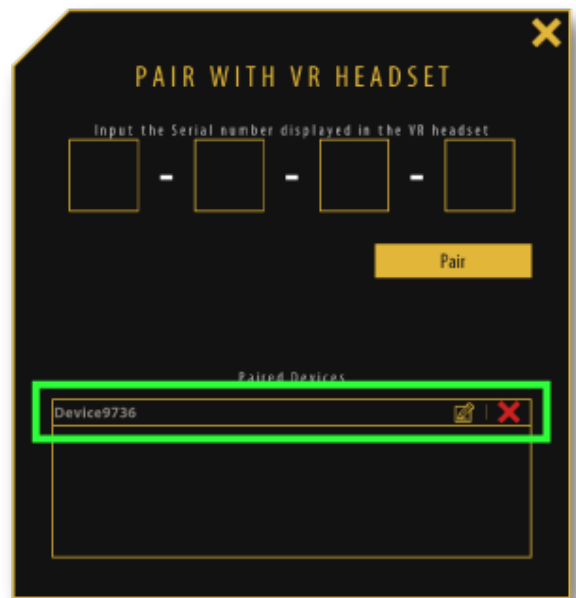 PAIR WITH VR HEADSET
Input the Serial number displayed in the VR headset
- - -
Pair
Paired Devices
Device9736